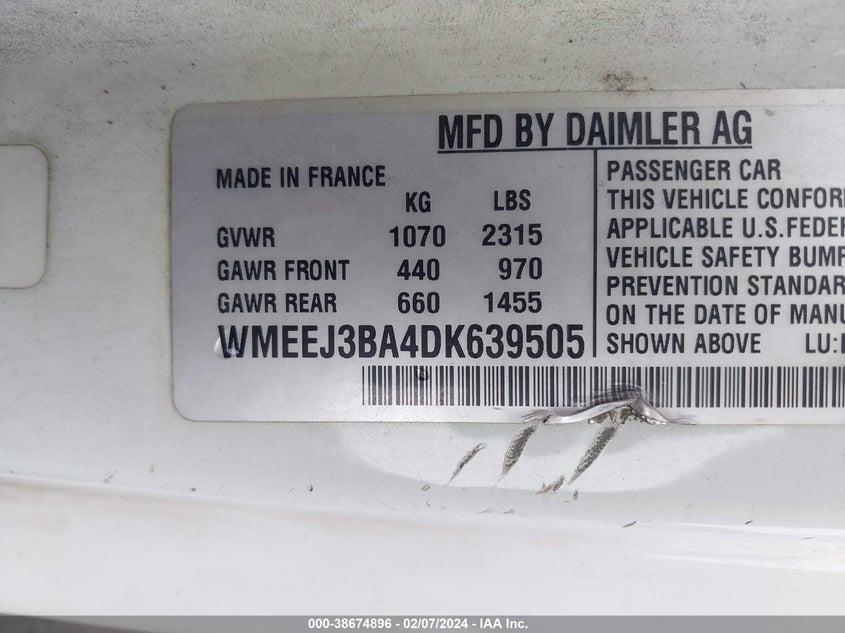 MFD BY DAIMLER AG
MADE IN FRANCE
KG LBS
GVWR 1070 2315
GAWR FRONT 440 970
GAWR REAR 660 1455
WMEEJ3BA4DK639505
PASSENGER CAR
THIS VEHICLE CONFOR
APPLICABLE U.S.FEDER
VEHICLE SAFETY BUMP
PREVENTION STANDAR
ON THE DATE OF MANU
SHOWN ABOVE LU:
000-38674896 - 02/07/2024 - IAA Inc.